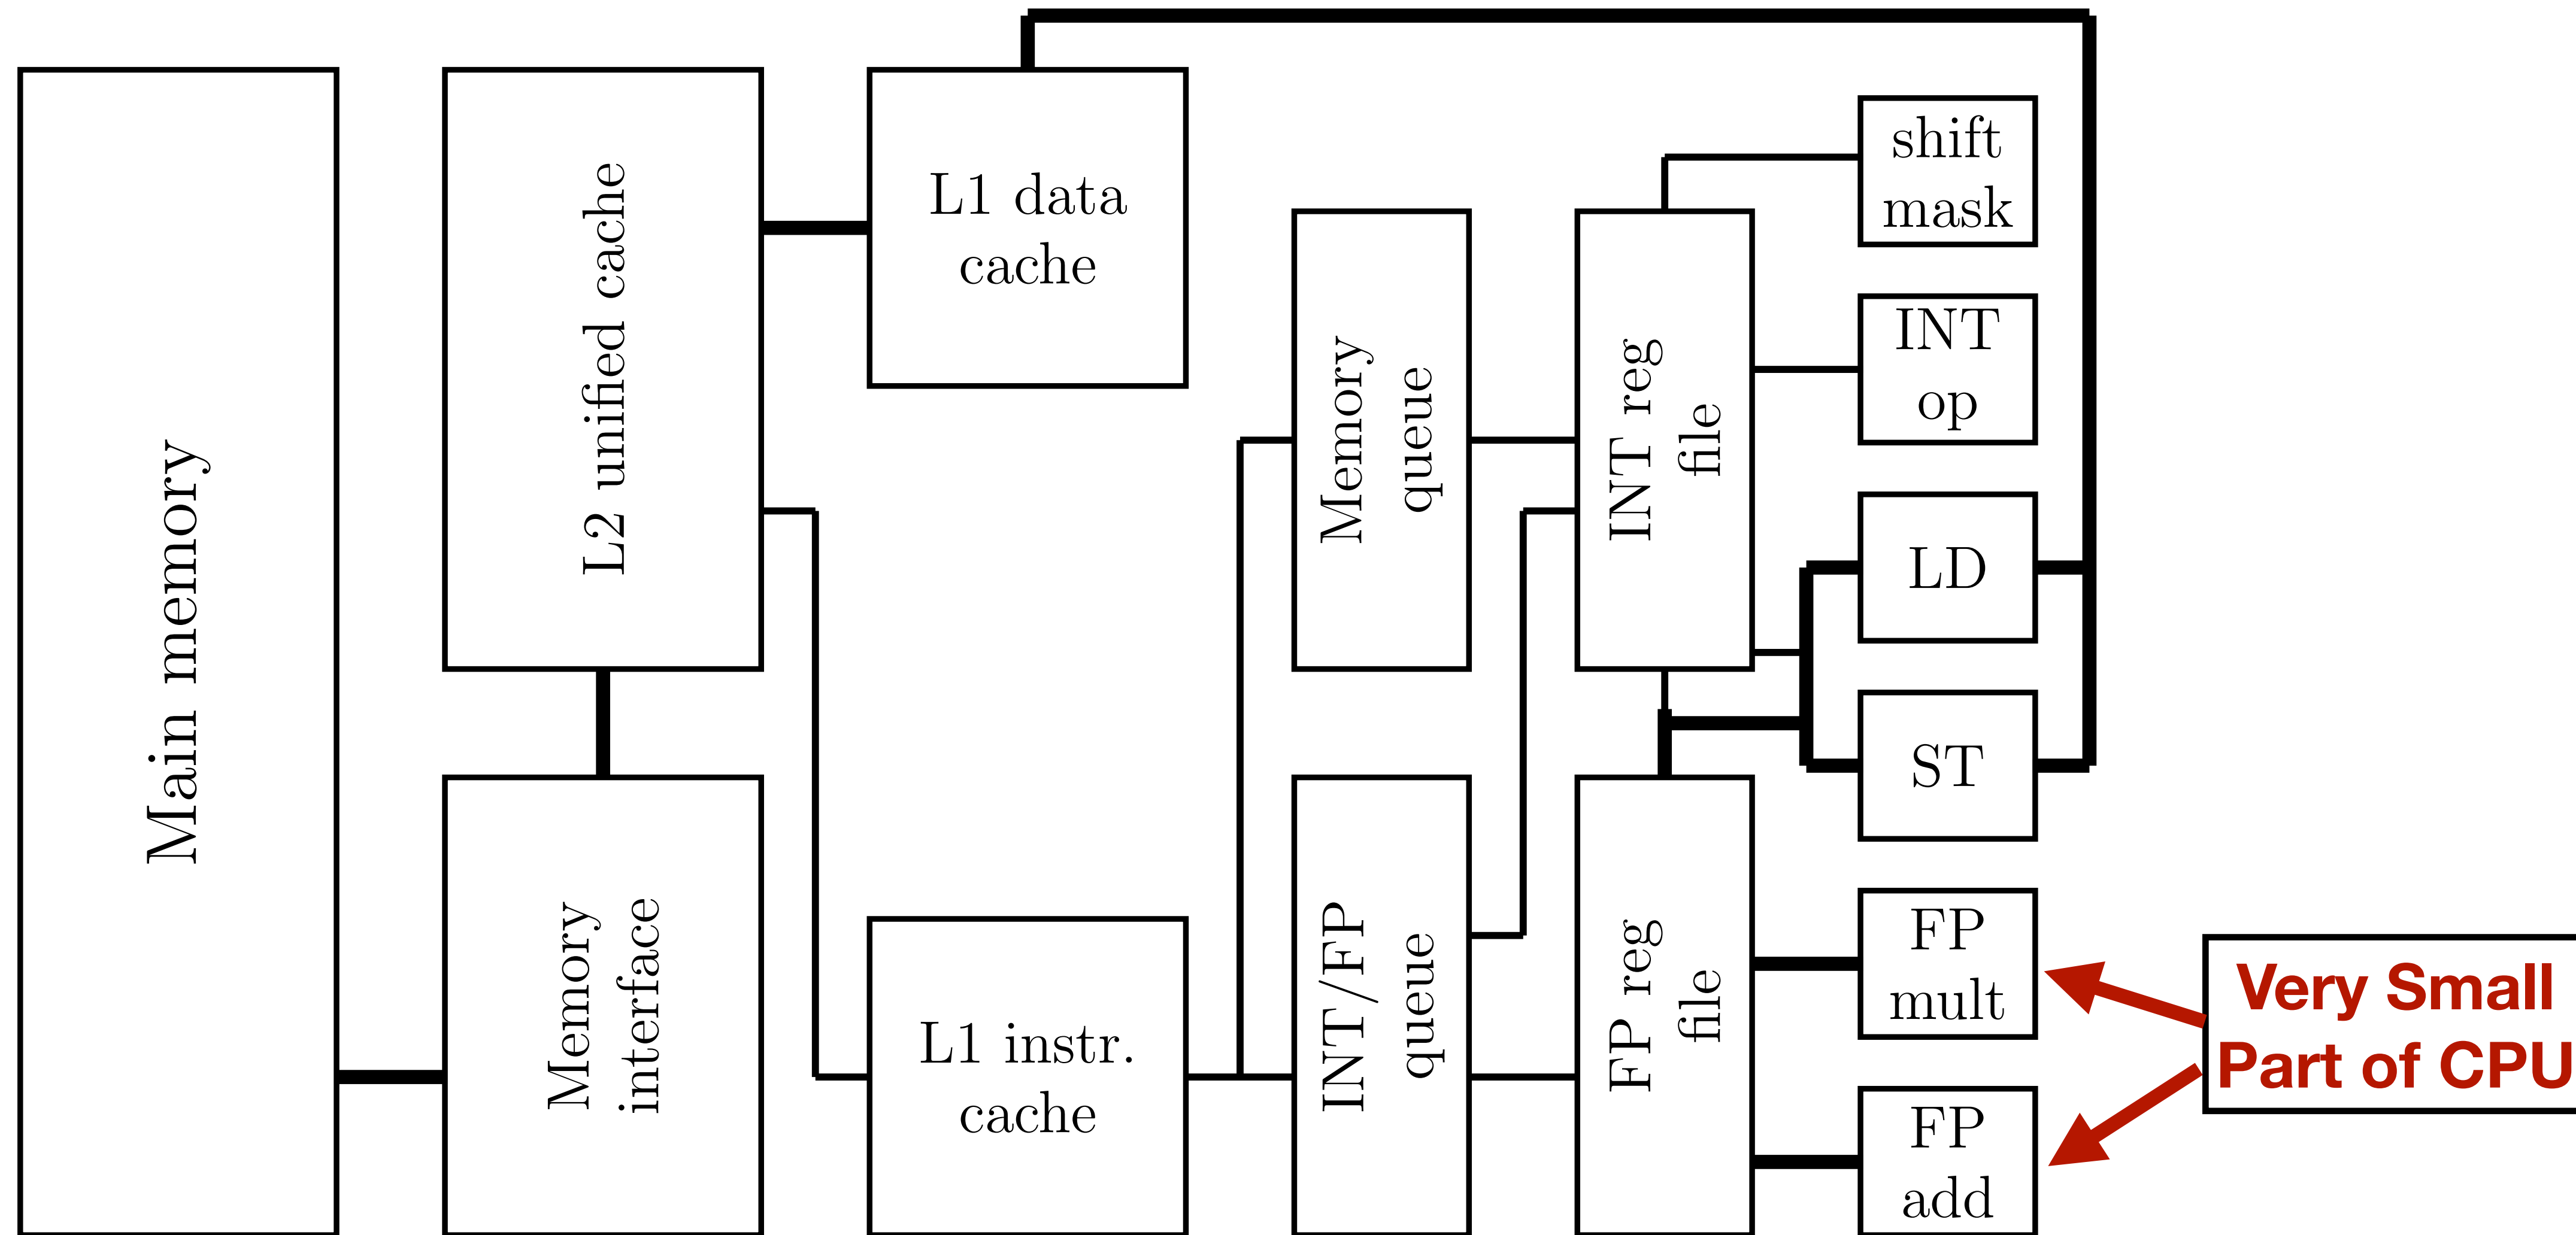 Main memory
L2 unified cache
Memory
interface
L1 data
cache
L1 instr.
cache
Memory
queue
INT/FP
queue
INT reg
file
FP reg
file
shift
mask
INT
op
LD
ST
FP
mult
FP
add
Very Small
Part of CPU